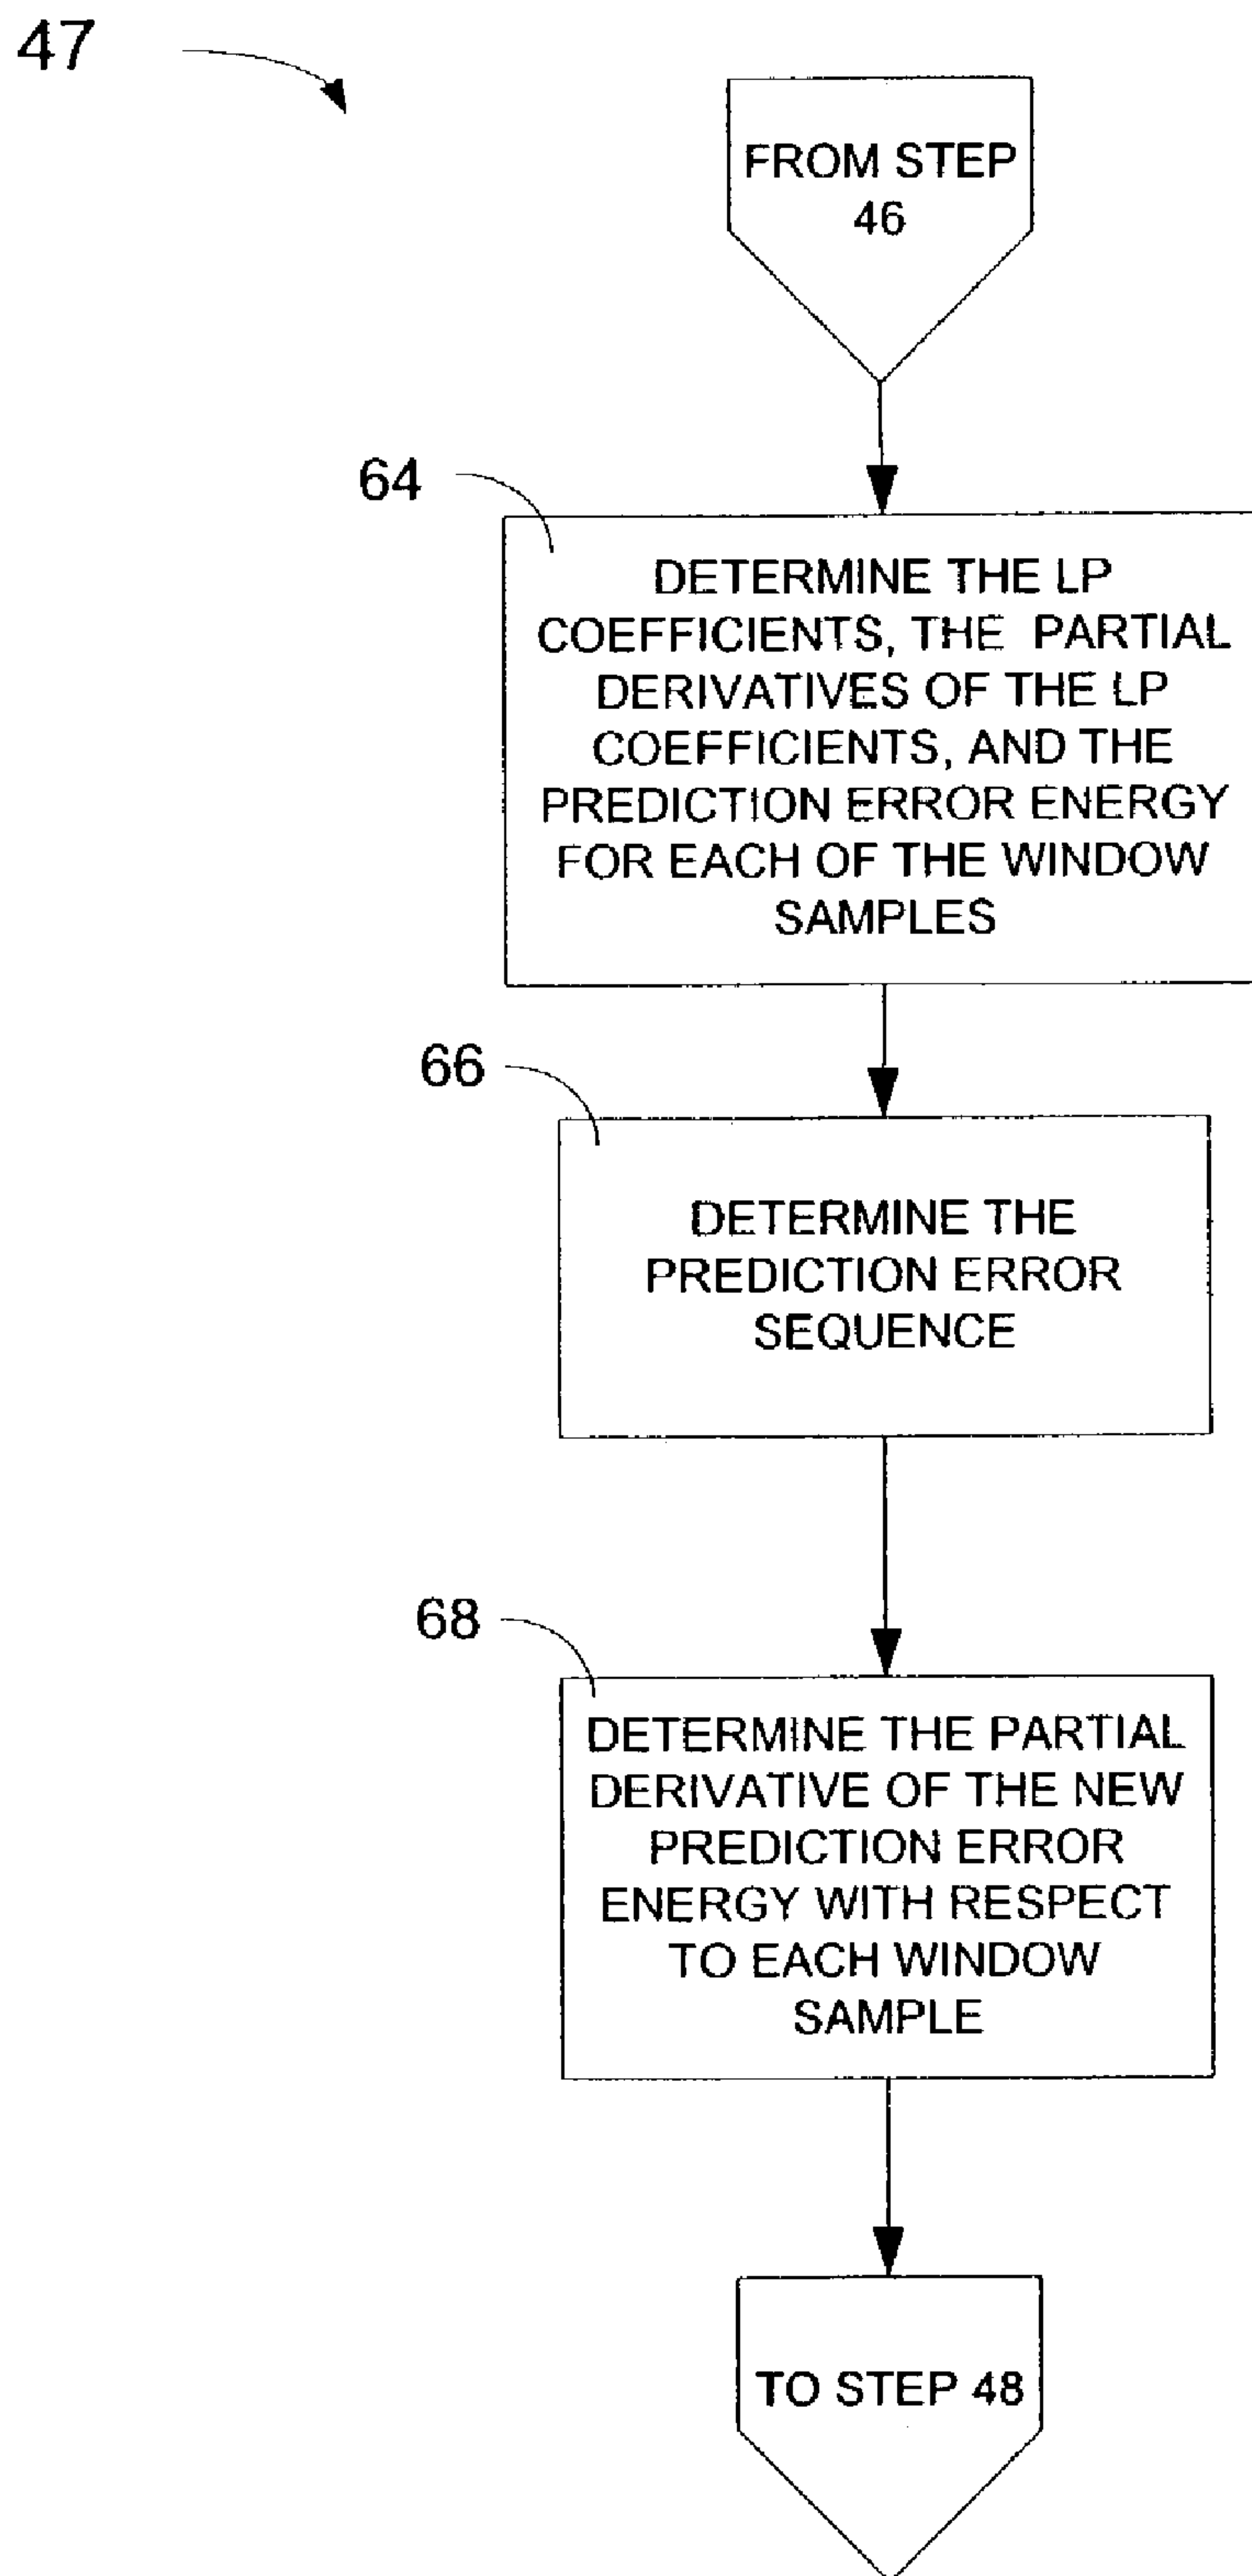 47
FROM STEP
46
64
DETERMINE THE LP
COEFFICIENTS, THE PARTIAL
DERIVATIVES OF THE LP
COEFFICIENTS, AND THE
PREDICTION ERROR ENERGY
FOR EACH OF THE WINDOW
SAMPLES
66
DETERMINE THE
PREDICTION ERROR
SEQUENCE
68
DETERMINE THE PARTIAL
DERIVATIVE OF THE NEW
PREDICTION ERROR
ENERGY WITH RESPECT
TO EACH WINDOW
SAMPLE
TO STEP 48